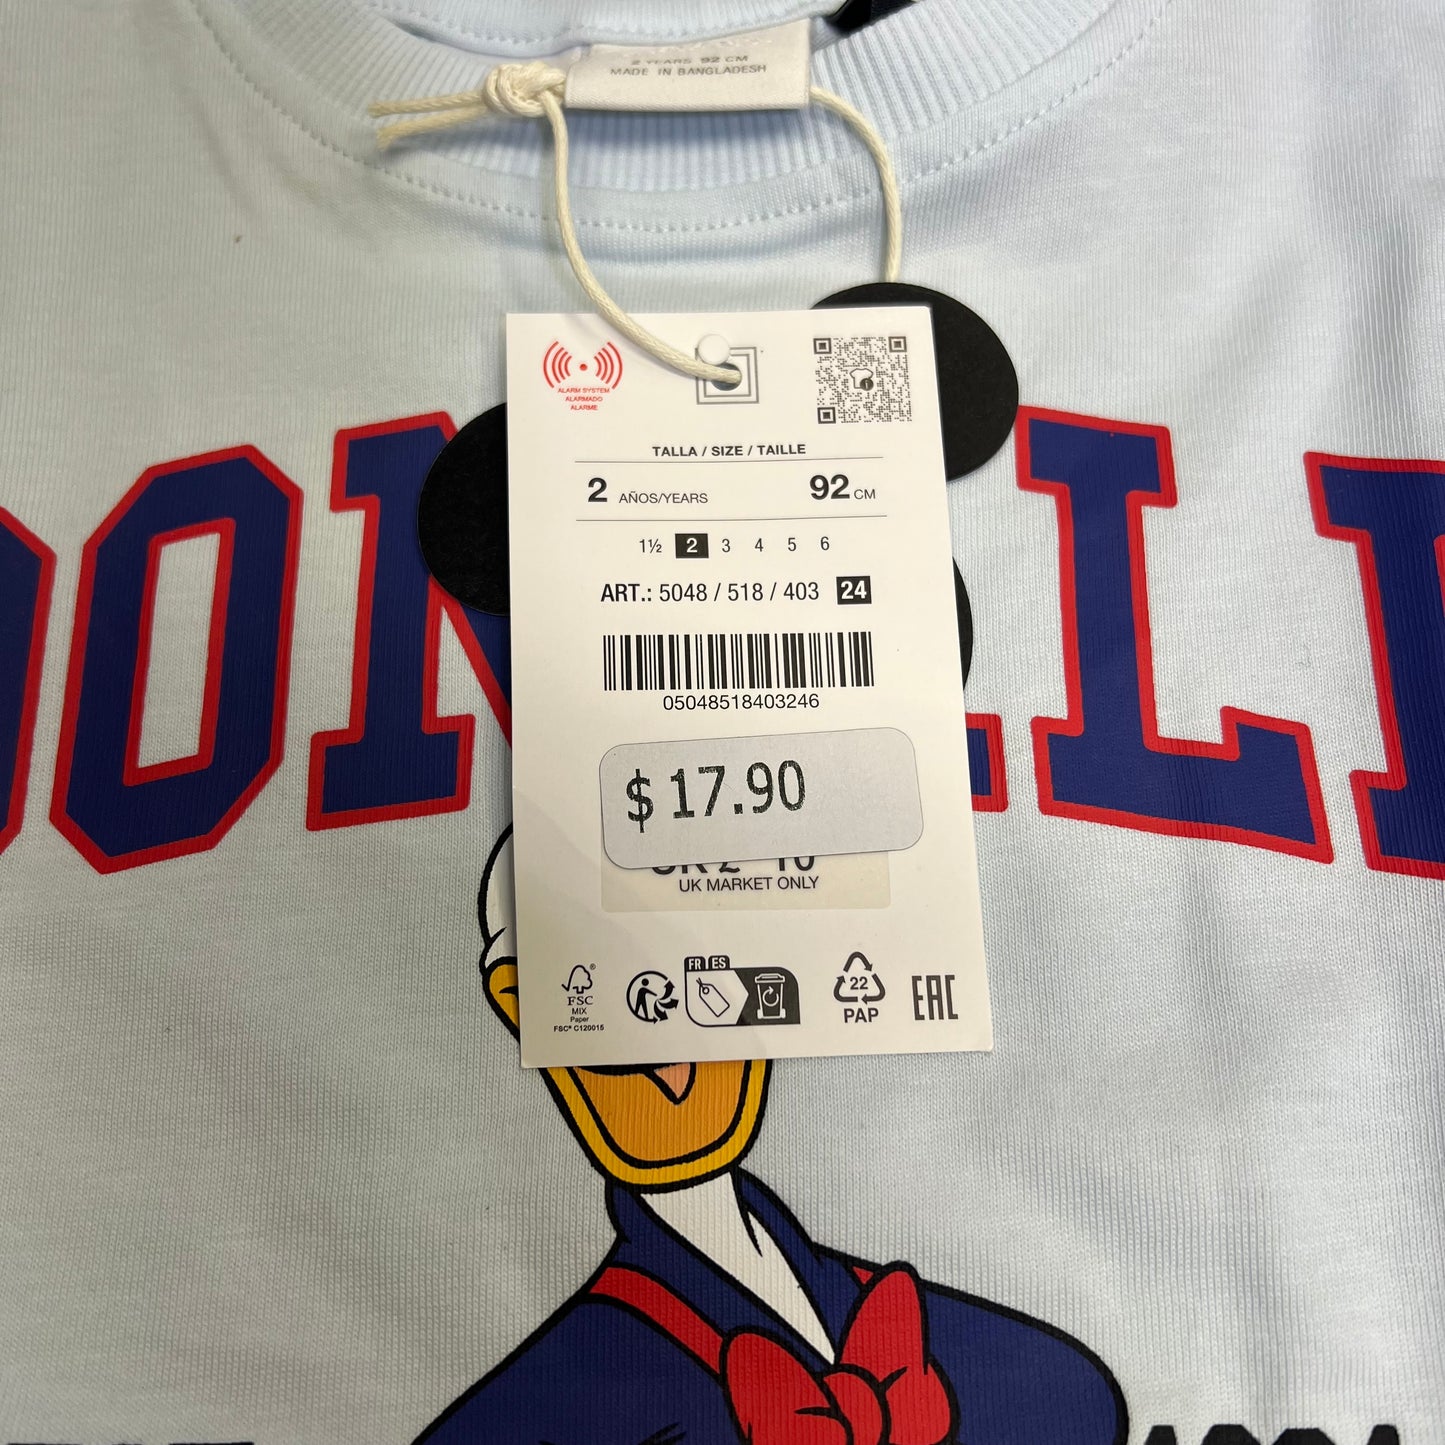 2 YEARS 92 CM
MADE IN BANGLADESH
ALARM SYSTEM
ALARMADO
ALARME
TALLA / SIZE / TAILLE
2 AÑOS/YEARS 92 CM
1½ 2 3 4 5 6
ART.: 5048 / 518 / 403 24
05048518403246
$ 17.90
UK MARKET ONLY
FR ES
FSC®
MIX
Paper
FSC® C120015
22
PAP
EAC